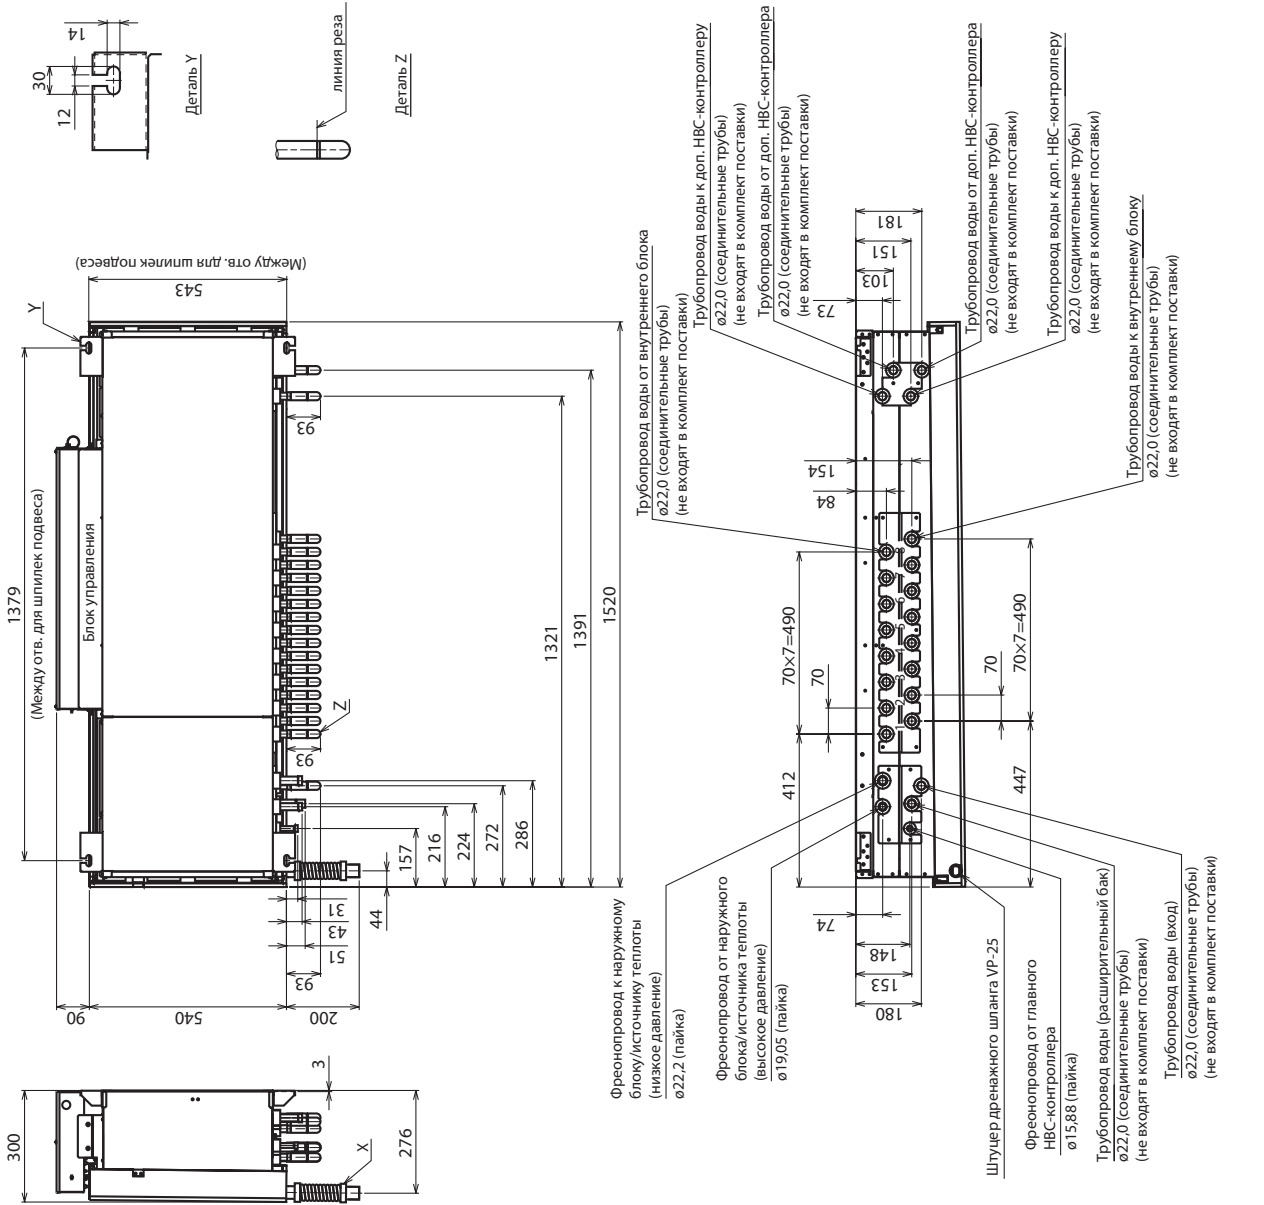 14
30
12
Деталь Y
линия реза
Деталь Z
(Между отв. для шпилек подвеса)
543
Y
1379
(Между отв. для шпилек подвеса)
Блок управления
93
1520
1391
1321
Z
93
286
272
224
216
157
44
31
43
51
93
90
540
200
3
300
276
X
Трубопровод воды от внутреннего блока
ø22,0 (соединительные трубы)
(не входят в комплект поставки)
Трубопровод воды к доп. HBC-контроллеру
ø22,0 (соединительные трубы)
(не входят в комплект поставки)
Трубопровод воды от доп. HBC-контроллера
ø22,0 (соединительные трубы)
(не входят в комплект поставки)
Трубопровод воды от доп. HBC-контроллера
ø22,0 (соединительные трубы)
(не входят в комплект поставки)
Трубопровод воды к доп. HBC-контроллеру
ø22,0 (соединительные трубы)
(не входят в комплект поставки)
Трубопровод воды к внутреннему блоку
ø22,0 (соединительные трубы)
(не входят в комплект поставки)
181
151
103
73
154
84
70×7=490
70
412
1
2
3
4
5
6
7
8
70
70×7=490
447
74
148
153
180
Фреонопровод к наружному
блоку/источнику теплоты
(низкое давление)
ø22,2 (пайка)
Фреонопровод от наружного
блока/источника теплоты
(высокое давление)
ø19,05 (пайка)
Штуцер дренажного шланга VP-25
Фреонопровод от главного
HBC-контроллера
ø15,88 (пайка)
Трубопровод воды (расширительный бак)
ø22,0 (соединительные трубы)
(не входят в комплект поставки)
Трубопровод воды (вход)
ø22,0 (соединительные трубы)
(не входят в комплект поставки)